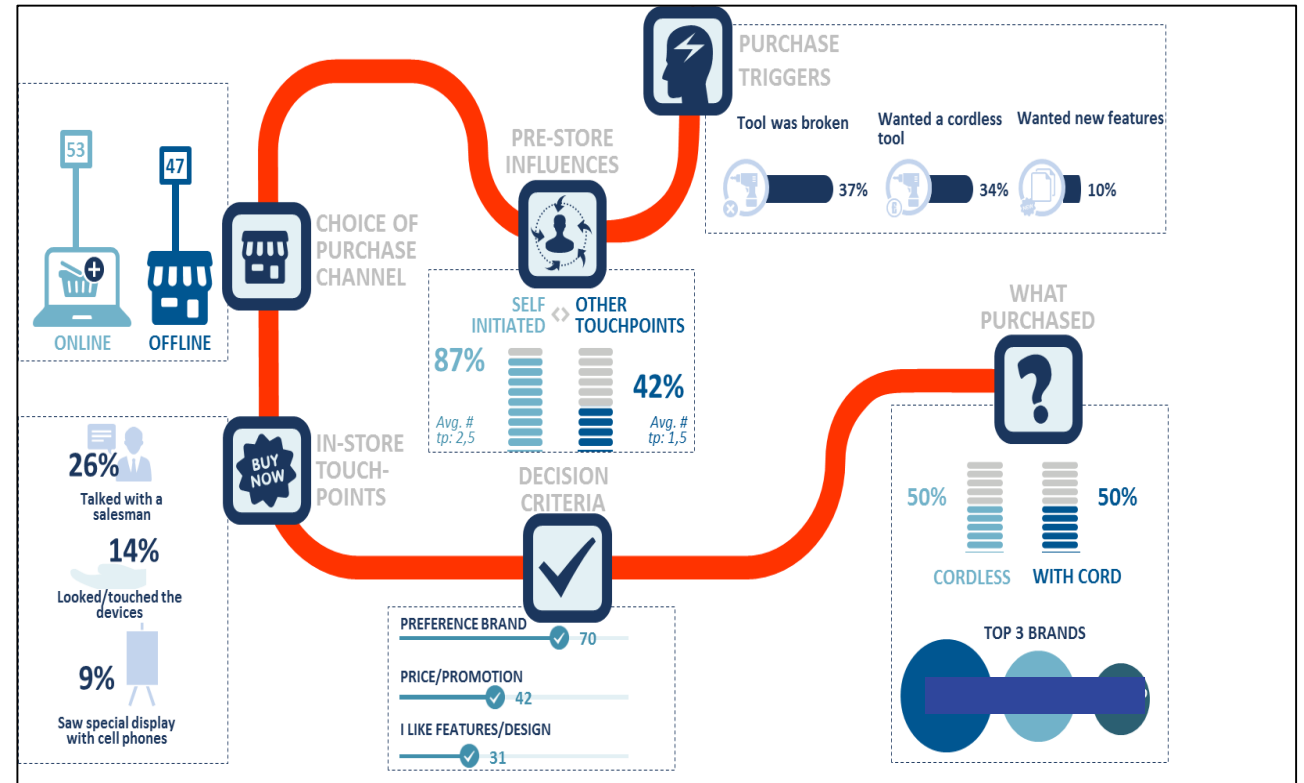 PURCHASE
TRIGGERS
Tool was broken
37%
Wanted a cordless
tool
34%
Wanted new features
10%
PRE-STORE
INFLUENCES
SELF
INITIATED
<>
OTHER
TOUCHPOINTS
87%
Avg. #
tp: 2,5
42%
Avg. #
tp: 1,5
CHOICE OF
PURCHASE
CHANNEL
53
ONLINE
47
OFFLINE
IN-STORE
TOUCH-
POINTS
BUY
NOW
26%
Talked with a
salesman
14%
Looked/touched the
devices
9%
Saw special display
with cell phones
DECISION
CRITERIA
PREFERENCE BRAND
70
PRICE/PROMOTION
42
I LIKE FEATURES/DESIGN
31
WHAT
PURCHASED
?
50%
CORDLESS
50%
WITH CORD
TOP 3 BRANDS